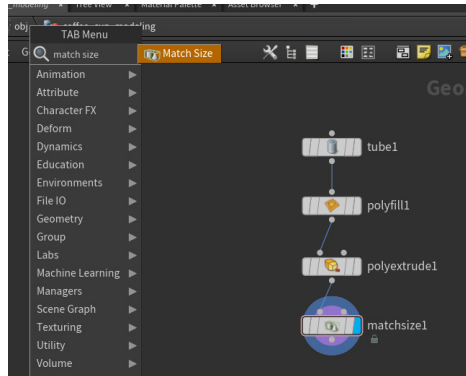 modeling × Tree View × Material Palette × Asset Browser × +
obj coffee_cup_modeling
TAB Menu
G match size Match Size
Animation
Attribute
Character FX
Deform
Dynamics
Education
Environments
File IO
Geometry
Group
Labs
Machine Learning
Managers
Scene Graph
Texturing
Utility
Volume
Geo
tube1
polyfill1
polyextrude1
matchsize1